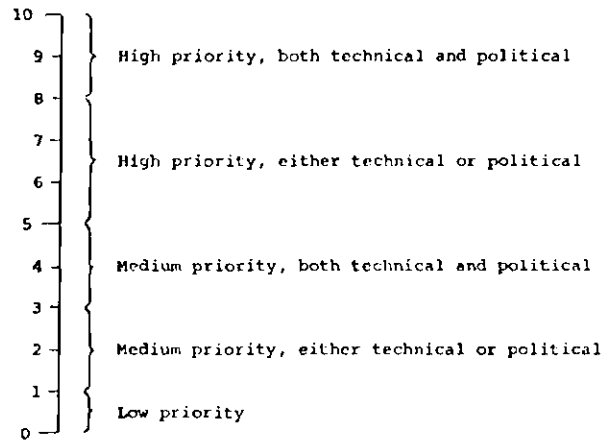 10
9 High priority, both technical and political
8
7
High priority, either technical or political
6
5
4 Medium priority, both technical and political
3
2 Medium priority, either technical or political
1
Low priority
0